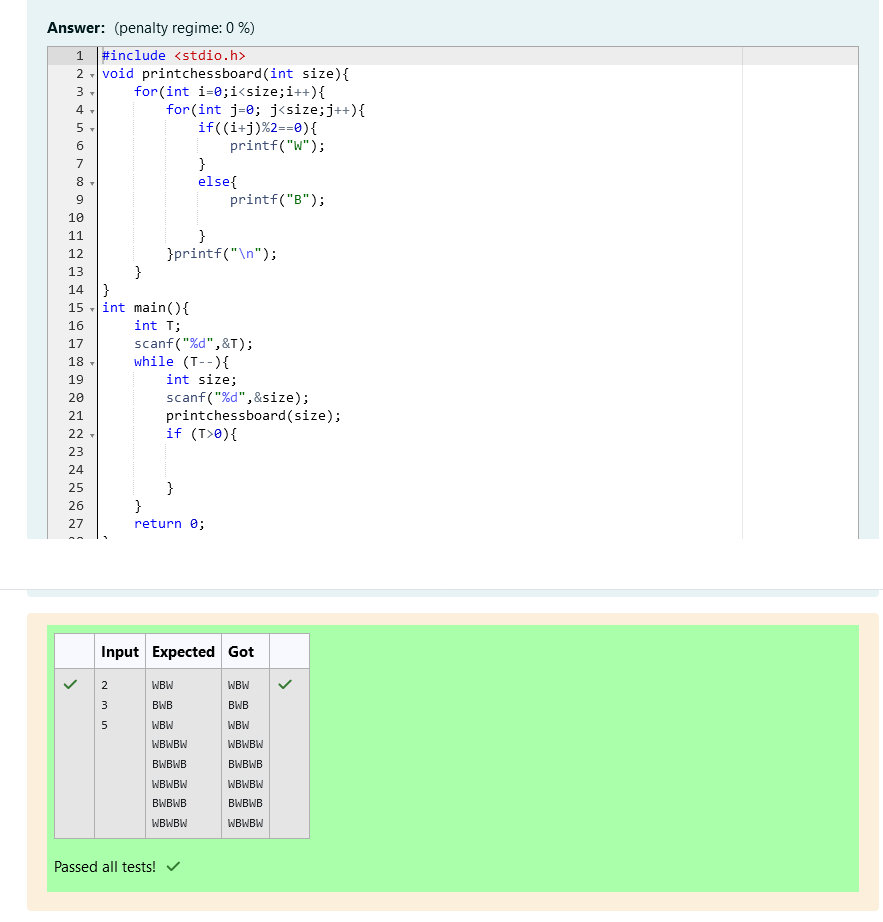 Answer: (penalty regime: 0 %)
1 #include <stdio.h>
2 void printchessboard(int size){
3     for(int i=0;i<size;i++){
4         for(int j=0; j<size;j++){
5             if((i+j)%2==0){
6                 printf("W");
7             }
8             else{
9                 printf("B");
10
11             }
12         }printf("\n");
13     }
14 }
15 int main(){
16     int T;
17     scanf("%d",&T);
18     while (T--){
19         int size;
20         scanf("%d",&size);
21         printchessboard(size);
22         if (T>0){
23
24
25         }
26     }
27     return 0;
Input Expected Got
2 WBW WBW
3 BWB BWB
5 WBW WBW
WBWBW WBWBW
BWBWB BWBWB
WBWBW WBWBW
BWBWB BWBWB
WBWBW WBWBW
Passed all tests!